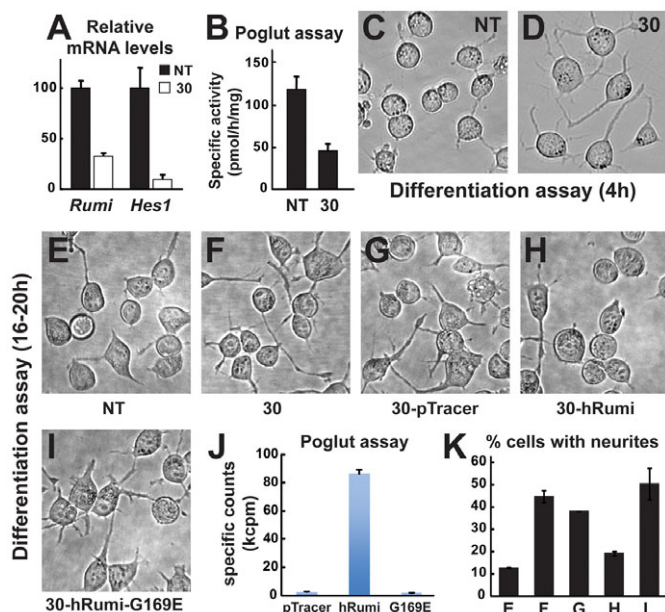 A
Relative
mRNA levels
NT
30
100
50
0
Rumi Hes1
B
Poglut assay
Specific activity
(pmol/h/mg)
150
100
50
0
NT 30
C
NT
D
30
Differentiation assay (4h)
Differentiation assay (16-20h)
E
NT
F
30
G
30-pTracer
H
30-hRumi
I
30-hRumi-G169E
J
Poglut assay
specific counts
(kcpm)
100
80
60
40
20
0
pTracer hRumi G169E
K
% cells with neurites
60
50
40
30
20
10
0
E F G H I